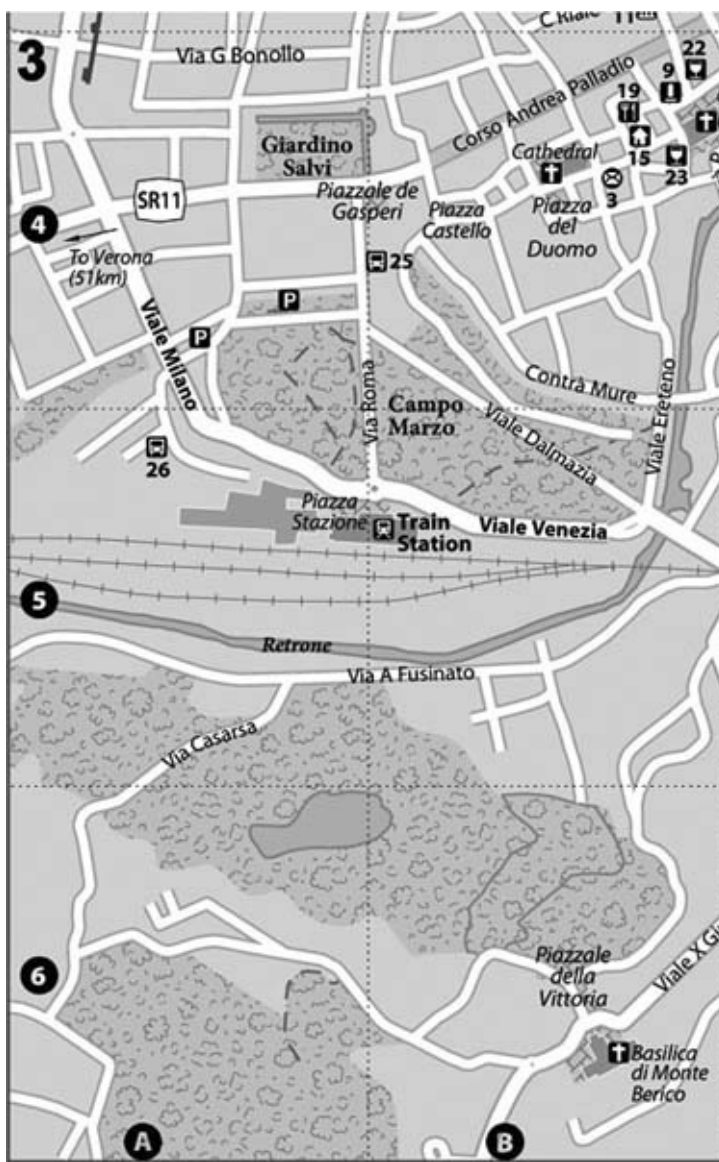 3
Via G Bonollo
C Riale
11
22
9
19
Corso Andrea Palladio
Giardino
Salvi
Cathedral
15
23
3
SR11
Piazzale de
Gasperi
Piazza
Castello
Piazza
del
Duomo
4
To Verona
(51km)
25
P
P
Viale Milano
Via Roma
Campo
Marzo
Contrà Mure
Viale Dalmazia
Viale Ereteno
26
Piazza
Stazione
Train
Station
Viale Venezia
5
Retrone
Via A Fusinato
Via Casarsa
6
Piazzale
della
Vittoria
Viale X Giu
Basilica
di Monte
Berico
A
B